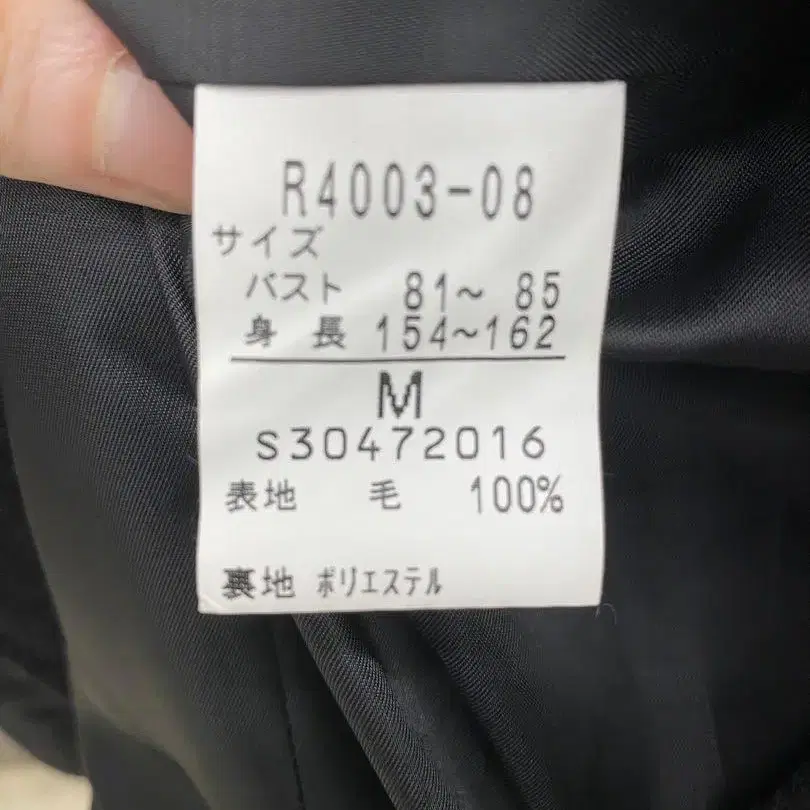 R4003-08
サイズ
バスト 81～ 85
身 長 154～162
M
S30472016
表地 毛 100%
裏地 ポリエステル